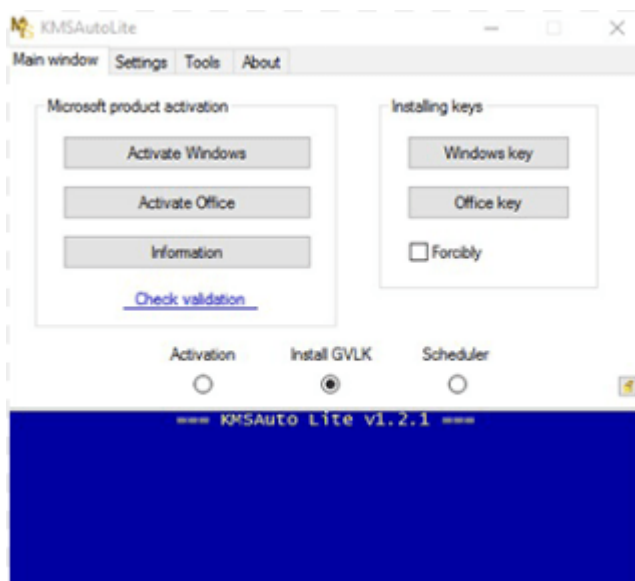 KMSAutoLite
Main window Settings Tools About
Microsoft product activation Installing keys
Activate Windows Windows key
Activate Office Office key
Information Forcibly
Check validation
Activation Install GVLK Scheduler
=== KMSAuto Lite v1.2.1 ===